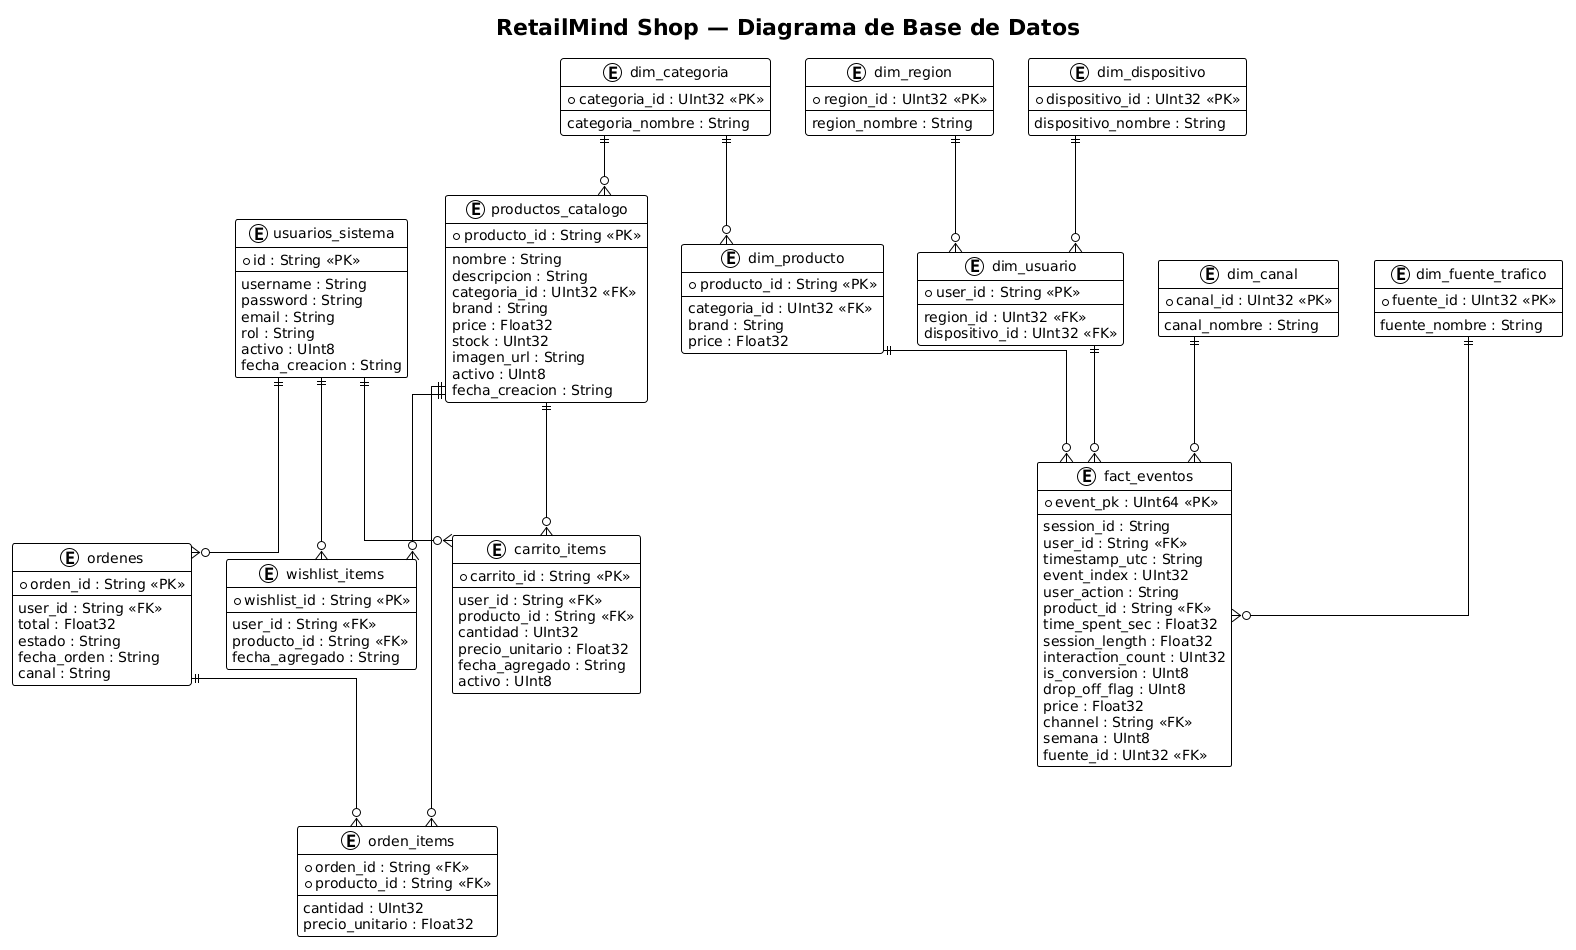 RetailMind Shop — Diagrama de Base de Datos
E dim_categoria
categoria_id : UInt32 «PK»
categoria_nombre : String
E dim_region
region_id : UInt32 «PK»
region_nombre : String
E dim_dispositivo
dispositivo_id : UInt32 «PK»
dispositivo_nombre : String
E usuarios_sistema
id : String «PK»
username : String
password : String
email : String
rol : String
activo : UInt8
fecha_creacion : String
E productos_catalogo
producto_id : String «PK»
nombre : String
descripcion : String
categoria_id : UInt32 «FK»
brand : String
price : Float32
stock : UInt32
imagen_url : String
activo : UInt8
fecha_creacion : String
E dim_producto
producto_id : String «PK»
categoria_id : UInt32 «FK»
brand : String
price : Float32
E dim_usuario
user_id : String «PK»
region_id : UInt32 «FK»
dispositivo_id : UInt32 «FK»
E dim_canal
canal_id : UInt32 «PK»
canal_nombre : String
E dim_fuente_trafico
fuente_id : UInt32 «PK»
fuente_nombre : String
E ordenes
orden_id : String «PK»
user_id : String «FK»
total : Float32
estado : String
fecha_orden : String
canal : String
E wishlist_items
wishlist_id : String «PK»
user_id : String «FK»
producto_id : String «FK»
fecha_agregado : String
E carrito_items
carrito_id : String «PK»
user_id : String «FK»
producto_id : String «FK»
cantidad : UInt32
precio_unitario : Float32
fecha_agregado : String
activo : UInt8
E fact_eventos
event_pk : UInt64 «PK»
session_id : String
user_id : String «FK»
timestamp_utc : String
event_index : UInt32
user_action : String
product_id : String «FK»
time_spent_sec : Float32
session_length : Float32
interaction_count : UInt32
is_conversion : UInt8
drop_off_flag : UInt8
price : Float32
channel : String «FK»
semana : UInt8
fuente_id : UInt32 «FK»
E orden_items
orden_id : String «FK»
producto_id : String «FK»
cantidad : UInt32
precio_unitario : Float32